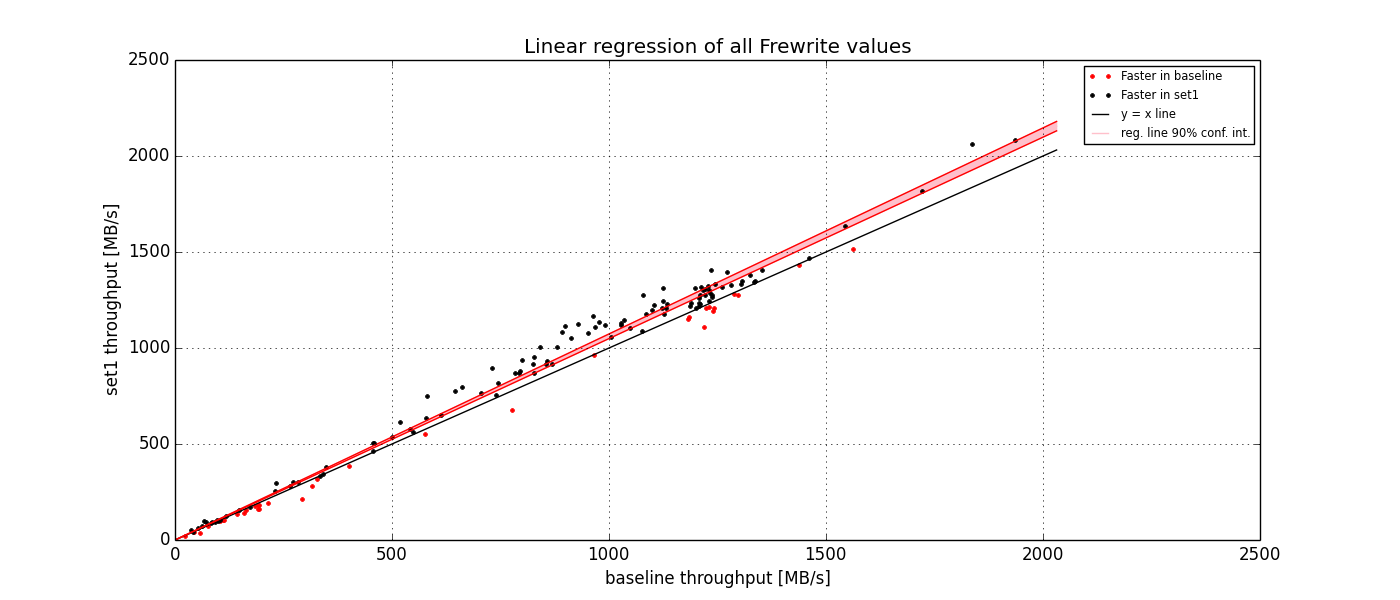 Linear regression of all Frewrite values
2500
2000
1500
1000
500
0
set1 throughput [MB/s]
Faster in baseline
Faster in set1
y = x line
reg. line 90% conf. int.
0
500
1000
1500
2000
2500
baseline throughput [MB/s]